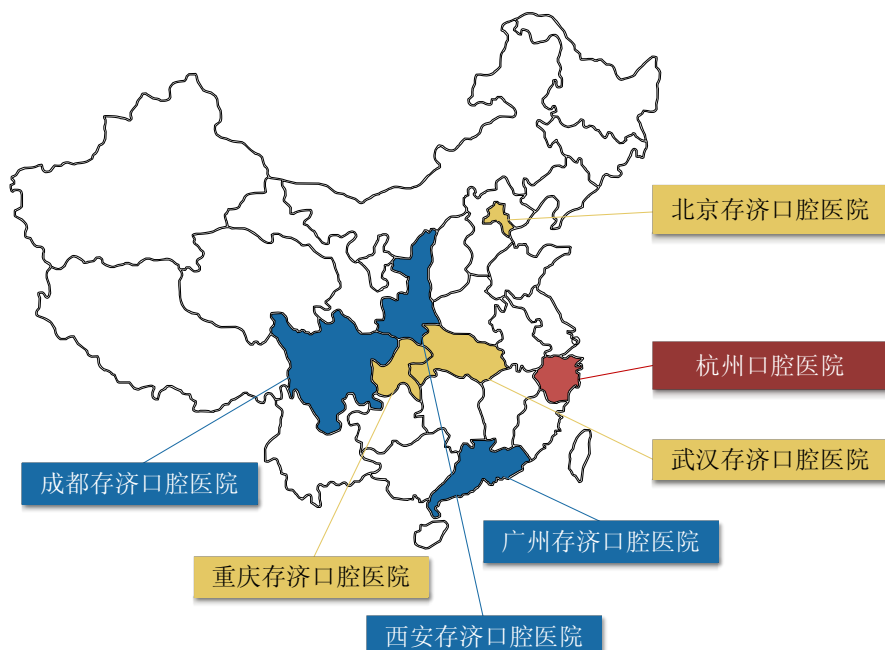 北京存济口腔医院
杭州口腔医院
武汉存济口腔医院
成都存济口腔医院
广州存济口腔医院
重庆存济口腔医院
西安存济口腔医院